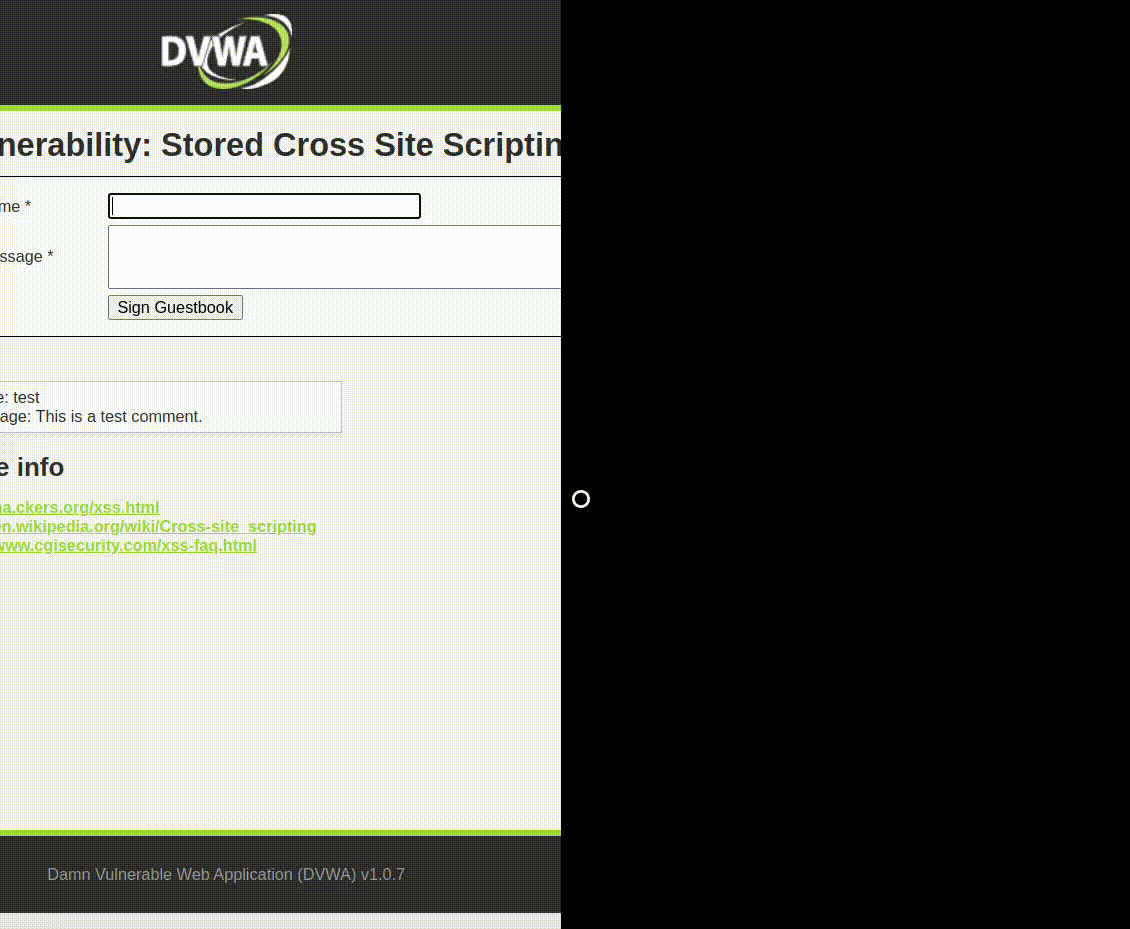 DVWA
nerability: Stored Cross Site Scriptin
me *
ssage *
Sign Guestbook
e: test
age: This is a test comment.
e info
na.ckers.org/xss.html
en.wikipedia.org/wiki/Cross-site_scripting
www.cgisecurity.com/xss-faq.html
Damn Vulnerable Web Application (DVWA) v1.0.7